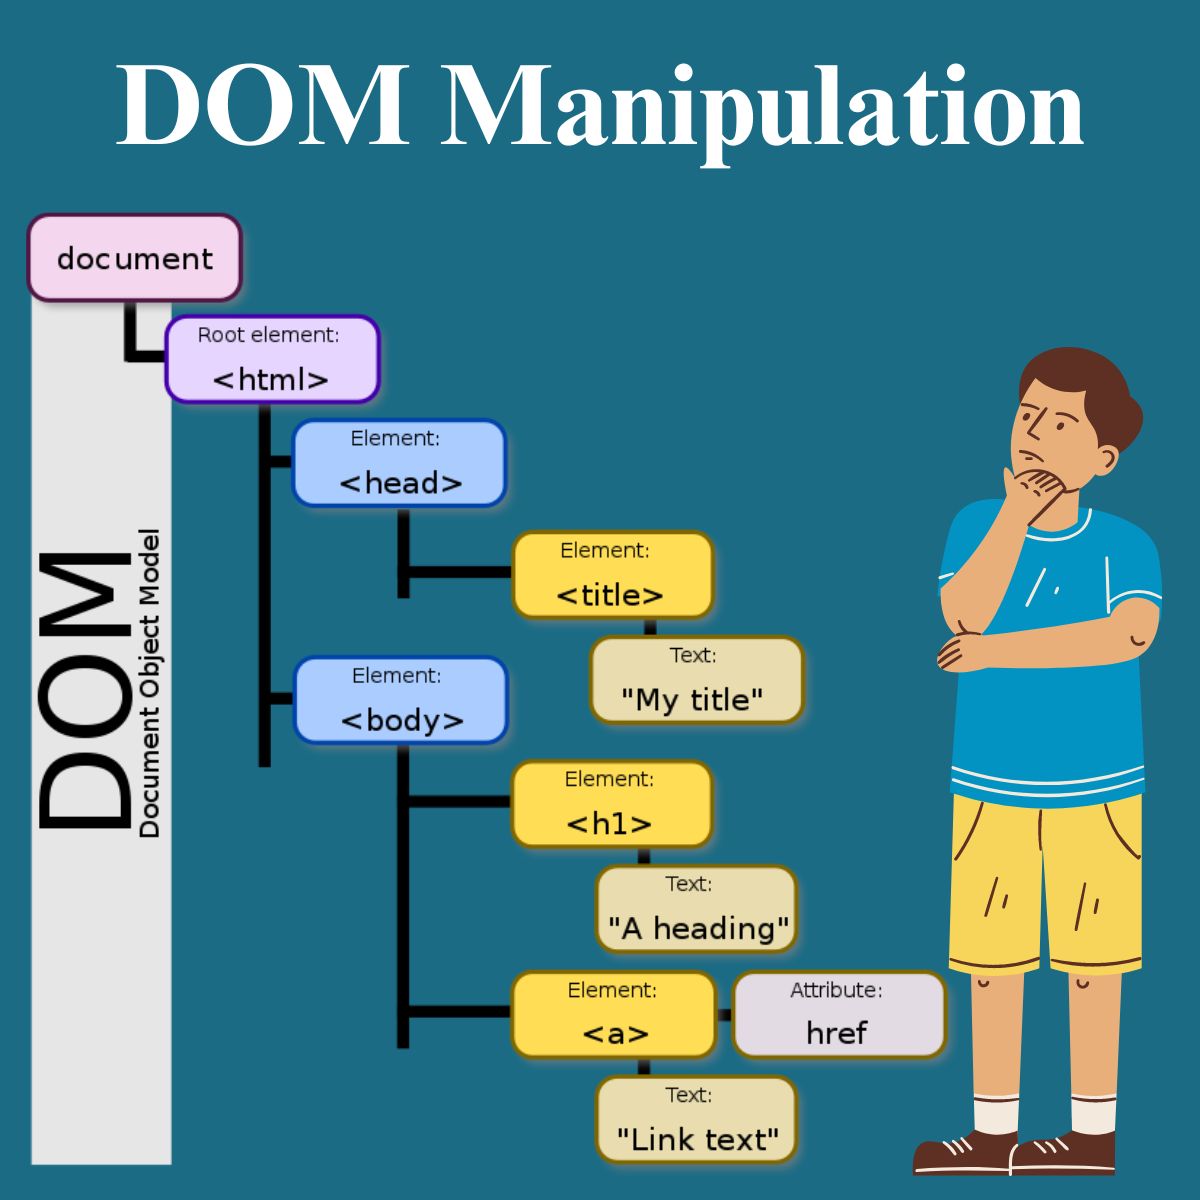 DOM Manipulation
document
Root element:
<html>
Element:
<head>
Element:
<title>
Text:
"My title"
Element:
<body>
Element:
<h1>
Text:
"A heading"
Element:
<a>
Attribute:
href
Text:
"Link text"
DOM
Document Object Model